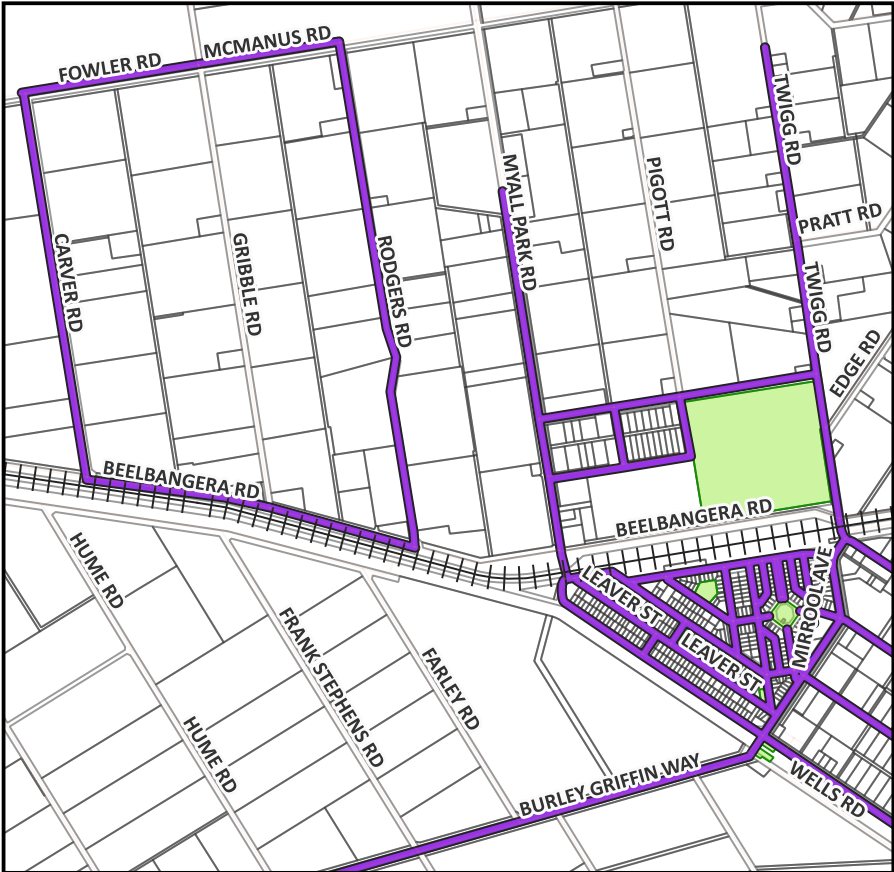 MCMANUS RD
FOWLER RD
TWIGG RD
MYALL PARK RD
PIGOTT RD
PRATT RD
CARVER RD
GRIBBLE RD
RODGERS RD
TWIGG RD
EDGE RD
BEELBANGERA RD
BEELBANGERA RD
HUME RD
LEAVER ST
MIRROOL AVE
FRANK STEPHENS RD
FARLEY RD
LEAVER ST
HUME RD
BURLEY GRIFFIN WAY
WELLS RD